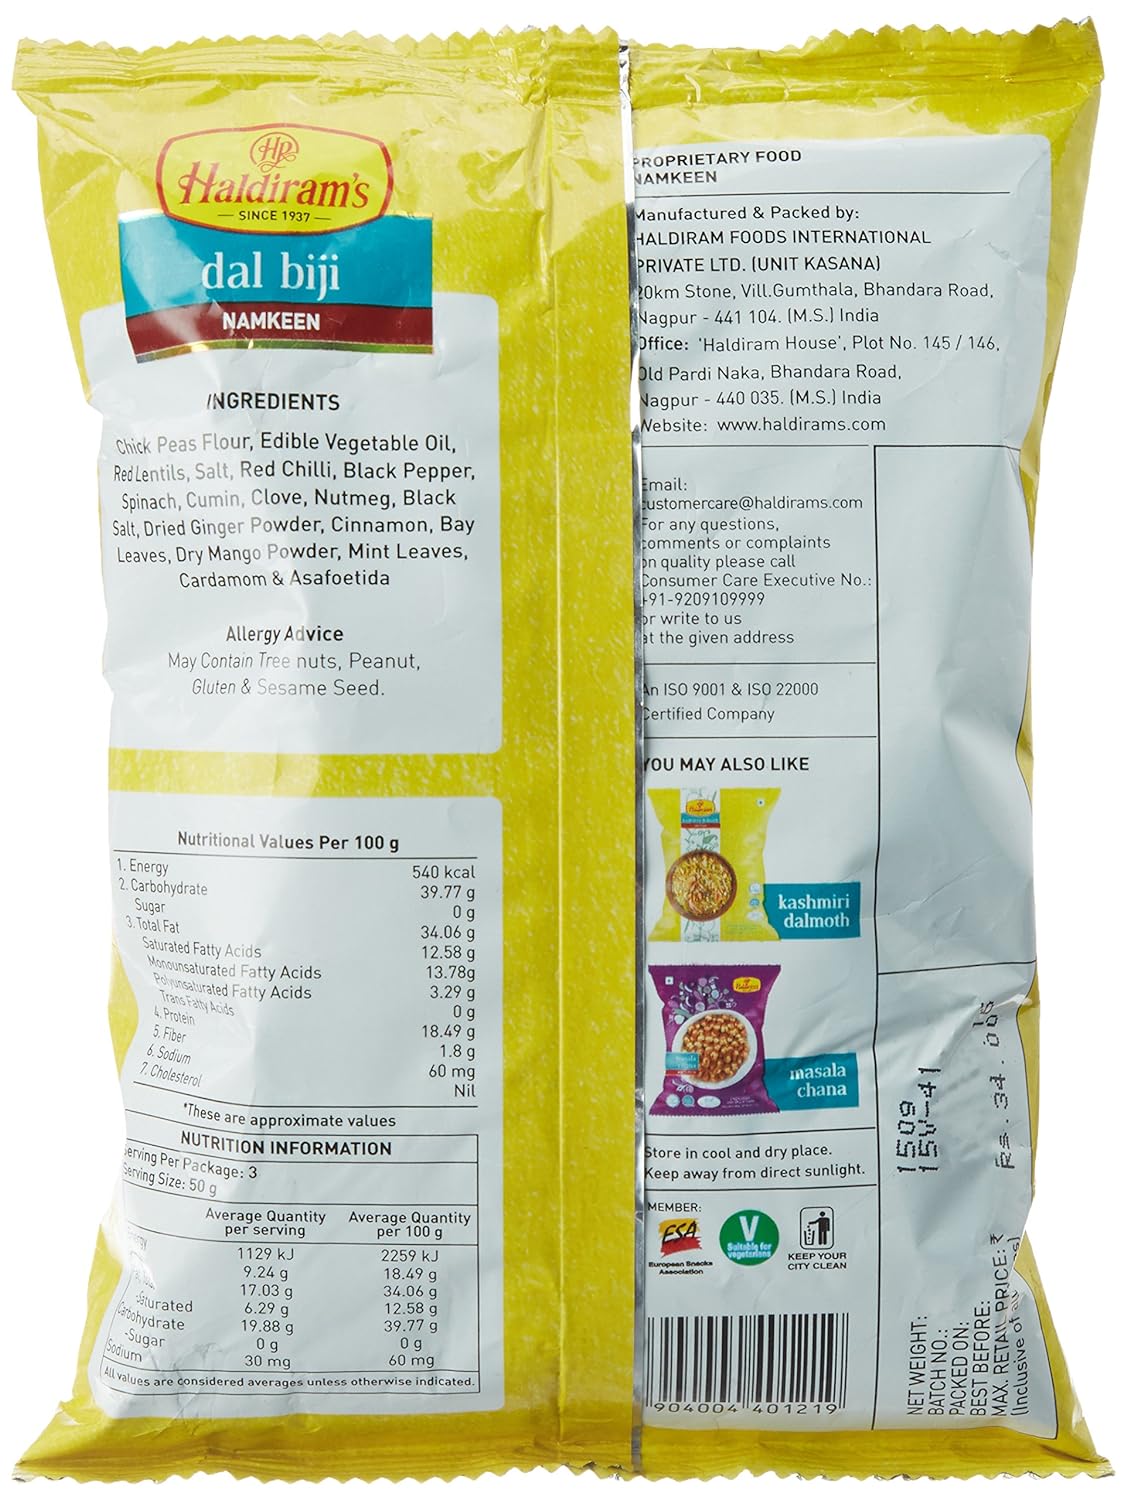 HR
Haldiram's
SINCE 1937
dal biji
NAMKEEN
INGREDIENTS
Chick Peas Flour, Edible Vegetable Oil,
Red Lentils, Salt, Red Chilli, Black Pepper,
Spinach, Cumin, Clove, Nutmeg, Black
Salt, Dried Ginger Powder, Cinnamon, Bay
Leaves, Dry Mango Powder, Mint Leaves,
Cardamom & Asafoetida
Allergy Advice
May Contain Tree nuts, Peanut,
Gluten & Sesame Seed.
Nutritional Values Per 100 g
1. Energy 540 kcal
2. Carbohydrate 39.77 g
Sugar 0 g
3. Total Fat 34.06 g
Saturated Fatty Acids 12.58 g
Monounsaturated Fatty Acids 13.78g
Polyunsaturated Fatty Acids 3.29 g
Trans Fatty Acids 0 g
4. Protein 18.49 g
5. Fiber 1.8 g
6. Sodium 60 mg
7. Cholesterol Nil
*These are approximate values
NUTRITION INFORMATION
Serving Per Package: 3
Serving Size: 50 g
Average Quantity per serving Average Quantity per 100 g
1129 kJ 2259 kJ
9.24 g 18.49 g
17.03 g 34.06 g
-Saturated 6.29 g 12.58 g
Carbohydrate 19.88 g 39.77 g
-Sugar 0 g 0 g
Sodium 30 mg 60 mg
All values are considered averages unless otherwise indicated.
PROPRIETARY FOOD
NAMKEEN
Manufactured & Packed by:
HALDIRAM FOODS INTERNATIONAL
PRIVATE LTD. (UNIT KASANA)
20km Stone, Vill.Gumthala, Bhandara Road,
Nagpur - 441 104. (M.S.) India
Office: 'Haldiram House', Plot No. 145 / 146,
Old Pardi Naka, Bhandara Road,
Nagpur - 440 035. (M.S.) India
Website: www.haldirams.com
Email:
customercare@haldirams.com
For any questions,
comments or complaints
on quality please call
Consumer Care Executive No.:
+91-9209109999
or write to us
at the given address
An ISO 9001 & ISO 22000
Certified Company
YOU MAY ALSO LIKE
Haldiram's
kashmiri
dalmoth
Haldiram's
masala
chana
Store in cool and dry place.
Keep away from direct sunlight.
MEMBER:
ESA
European Snacks
Association
V
Suitable for
vegetarians
KEEP YOUR
CITY CLEAN
904004 401219
NET WEIGHT: 150g
BATCH NO.: 15V-41
PACKED ON:
BEST BEFORE:
MAX. RETAIL PRICE: ₹ RS. 34.00
(Inclusive of